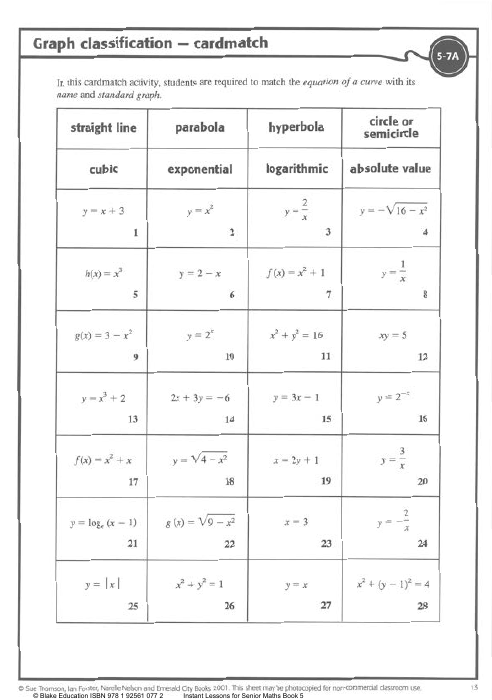 Graph classification — cardmatch
5-7A
In this cardmatch activity, students are required to match the equation of a curve with its
name and standard graph.
straight line parabola hyperbola circle or semicircle
cubic exponential logarithmic absolute value
y = x + 3 y = x² y = 2/x y = −√(16 − x²)
1 2 3 4
h(x) = x³ y = 2 − x f(x) = x² + 1 y = 1/x
5 6 7 8
g(x) = 3 − x² y = 2ˣ x² + y² = 16 xy = 5
9 10 11 12
y = x³ + 2 2x + 3y = −6 y = 3x − 1 y = 2⁻ˣ
13 14 15 16
f(x) = x² + x y = √(4 − x²) x = 2y + 1 y = 3/x
17 18 19 20
y = logₑ (x − 1) g (x) = √(9 − x²) x = 3 y = −2/x
21 22 23 24
y = |x| x² + y² = 1 y = x x² + (y − 1)² = 4
25 26 27 28
© Sue Thomson, Ian Forster, Narelle Nelson and Emerald City Books 2001. This sheet may be photocopied for non-commercial classroom use. 13
© Blake Education ISBN 978 1 92561 077 2 Instant Lessons for Senior Maths Book 5